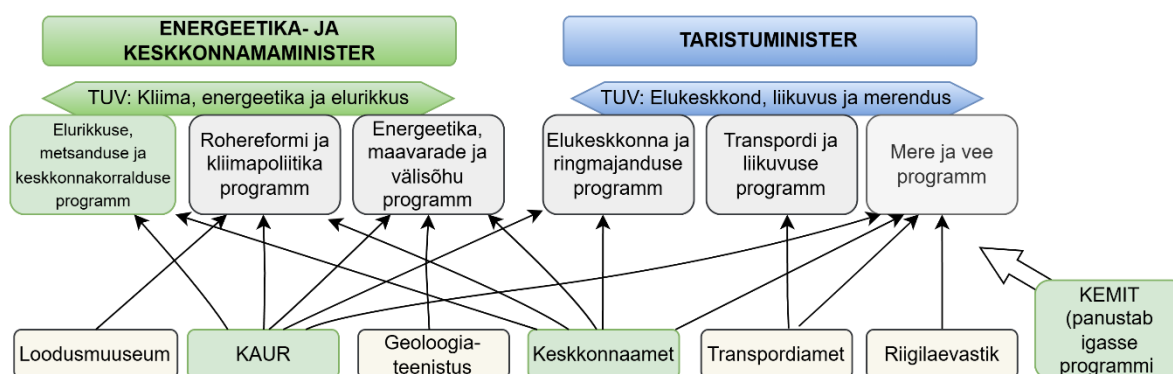 ENERGEETIKA- JA
KESKKONNAMAMINISTER
TARISTUMINISTER
TUV: Kliima, energeetika ja elurikkus
TUV: Elukeskkond, liikuvus ja merendus
Elurikkuse,
metsanduse ja
keskkonnakorralduse
programm
Rohereformi ja
kliimapoliitika
programm
Energeetika,
maavarade ja
välisõhu
programm
Elukeskkonna ja
ringmajanduse
programm
Transpordi ja
liikuvuse
programm
Mere ja vee
programm
Loodusmuuseum
KAUR
Geoloogia-
teenistus
Keskkonnaamet
Transpordiamet
Riigilaevastik
KEMIT
(panustab
igasse
programmi